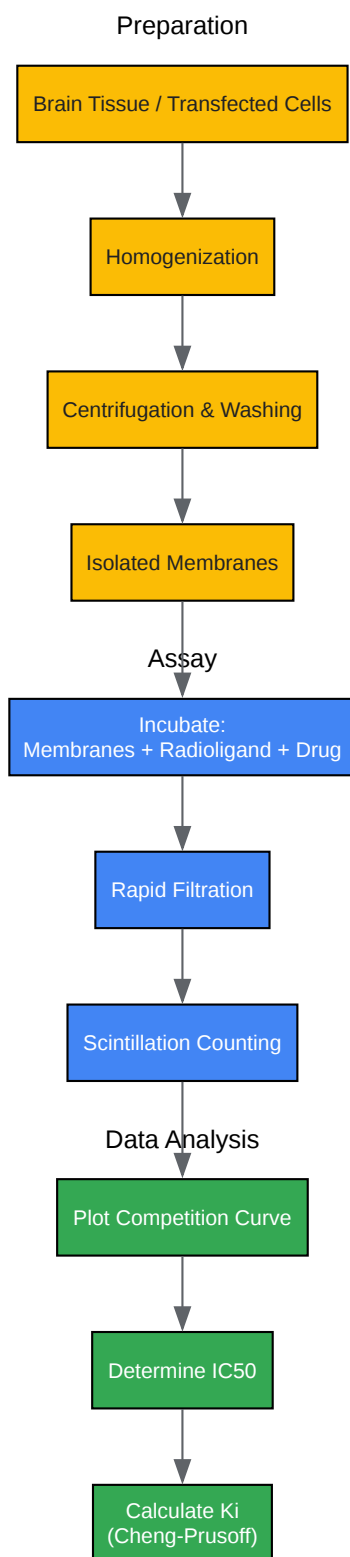 Preparation
Brain Tissue / Transfected Cells
Homogenization
Centrifugation & Washing
Isolated Membranes
Assay
Incubate:
Membranes + Radioligand + Drug
Rapid Filtration
Scintillation Counting
Data Analysis
Plot Competition Curve
Determine IC50
Calculate Ki
(Cheng-Prusoff)